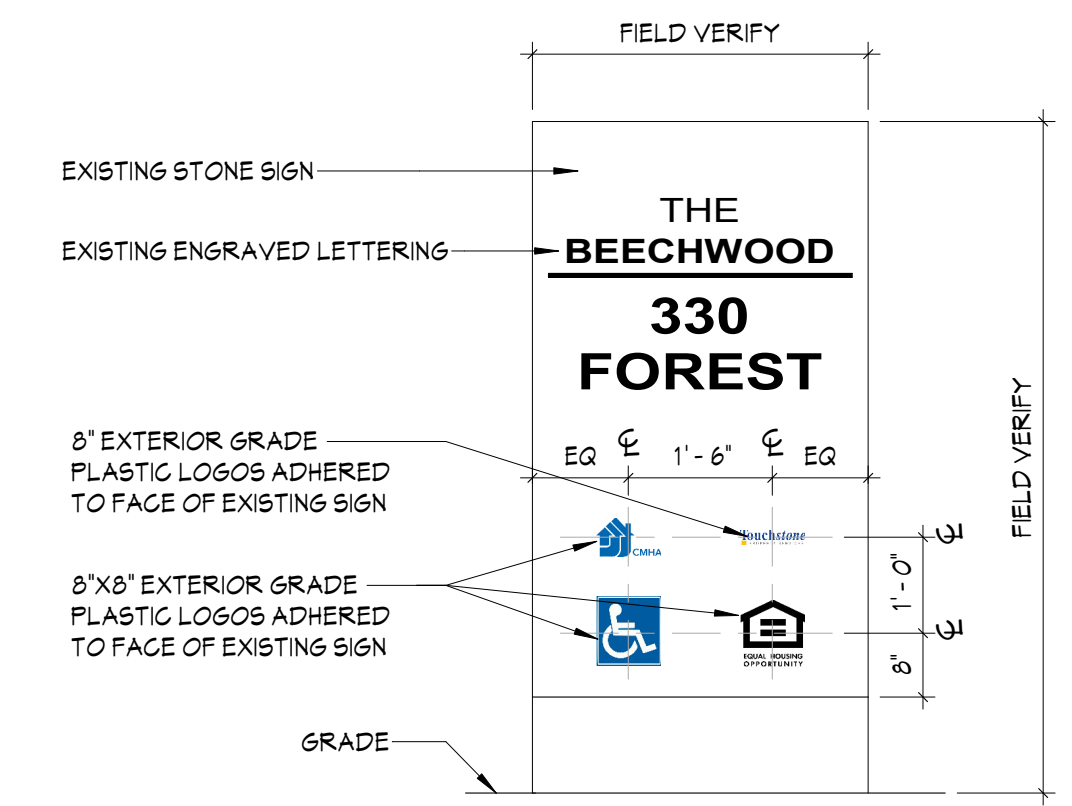 FIELD VERIFY
EXISTING STONE SIGN
THE
EXISTING ENGRAVED LETTERING
BEECHWOOD
330
FOREST
FIELD VERIFY
8" EXTERIOR GRADE
PLASTIC LOGOS ADHERED
TO FACE OF EXISTING SIGN
EQ ℄ 1' - 6" ℄ EQ
Touchstone
CMHA
℄
1' - 0"
8"X8" EXTERIOR GRADE
PLASTIC LOGOS ADHERED
TO FACE OF EXISTING SIGN
℄
EQUAL HOUSING
OPPORTUNITY
8"
GRADE